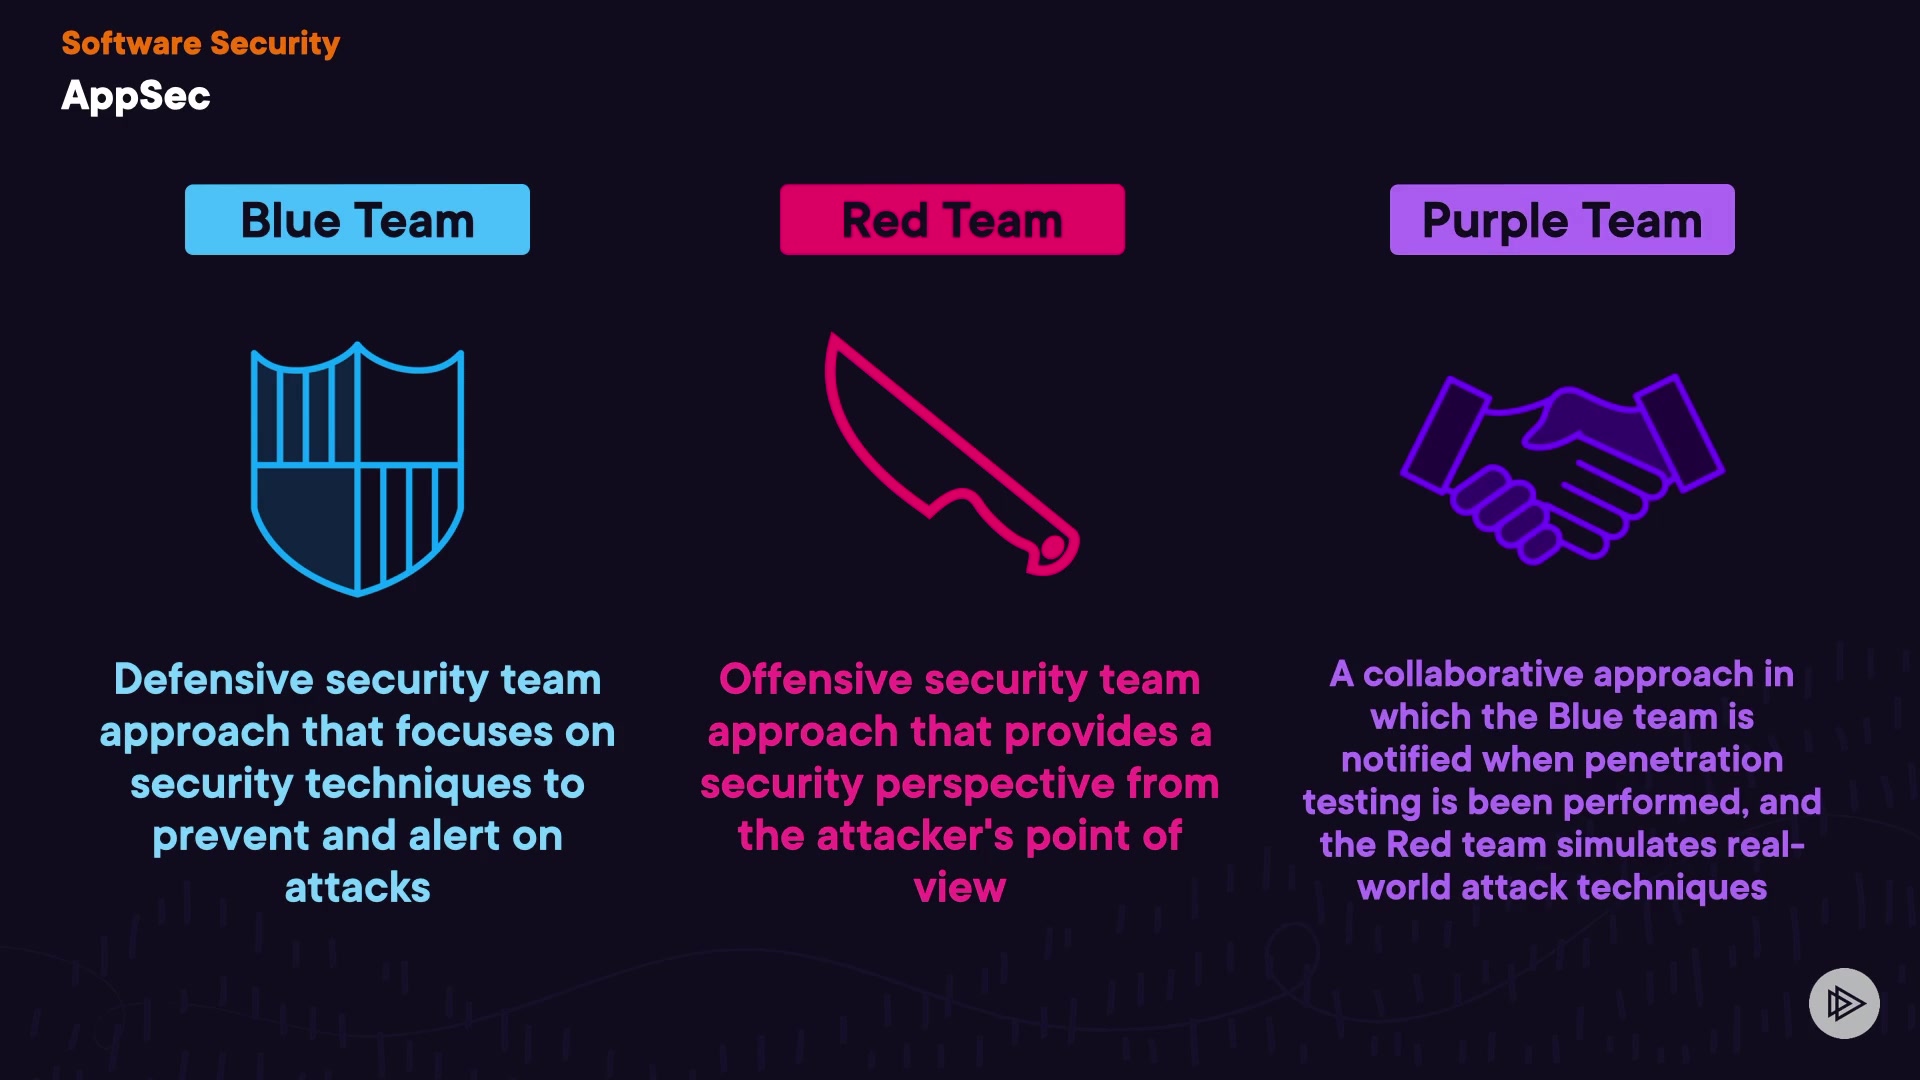 Software Security
AppSec
Blue Team
Defensive security team
approach that focuses on
security techniques to
prevent and alert on
attacks
Red Team
Offensive security team
approach that provides a
security perspective from
the attacker's point of
view
Purple Team
A collaborative approach in
which the Blue team is
notified when penetration
testing is been performed, and
the Red team simulates real-
world attack techniques